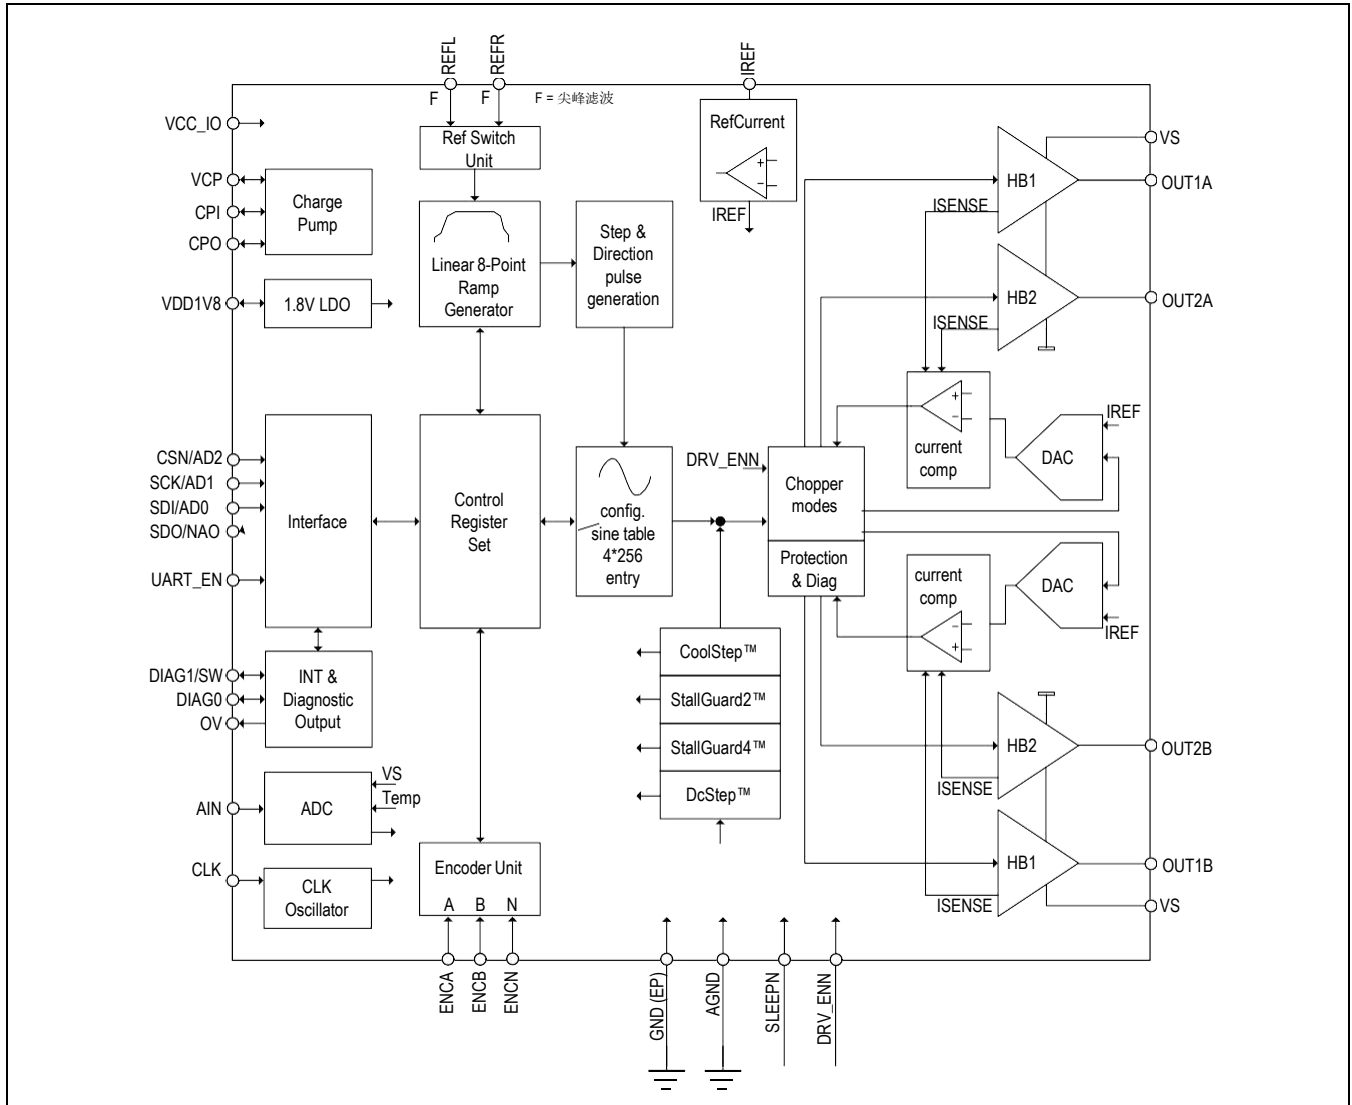 REFL
REFR
IREF
F
F
F = 尖峰滤波
VCC_IO
Ref Switch
Unit
RefCurrent
+
−
IREF
VS
VCP
CPI
CPO
Charge
Pump
HB1
OUT1A
ISENSE
Linear 8-Point
Ramp
Generator
Step &
Direction
pulse
generation
VDD1V8
1.8V LDO
HB2
OUT2A
ISENSE
+
−
current
comp
IREF
DAC
CSN/AD2
SCK/AD1
SDI/AD0
SDO/NAO
UART_EN
Interface
Control
Register
Set
config.
sine table
4*256
entry
DRV_ENN
Chopper
modes
Protection
& Diag
current
comp
−
+
DAC
IREF
DIAG1/SW
DIAG0
OV
INT &
Diagnostic
Output
CoolStep™
StallGuard2™
StallGuard4™
DcStep™
HB2
OUT2B
ISENSE
AIN
ADC
VS
Temp
CLK
CLK
Oscillator
Encoder Unit
A B N
HB1
OUT1B
ISENSE
VS
ENCA
ENCB
ENCN
GND (EP)
AGND
SLEEPN
DRV_ENN